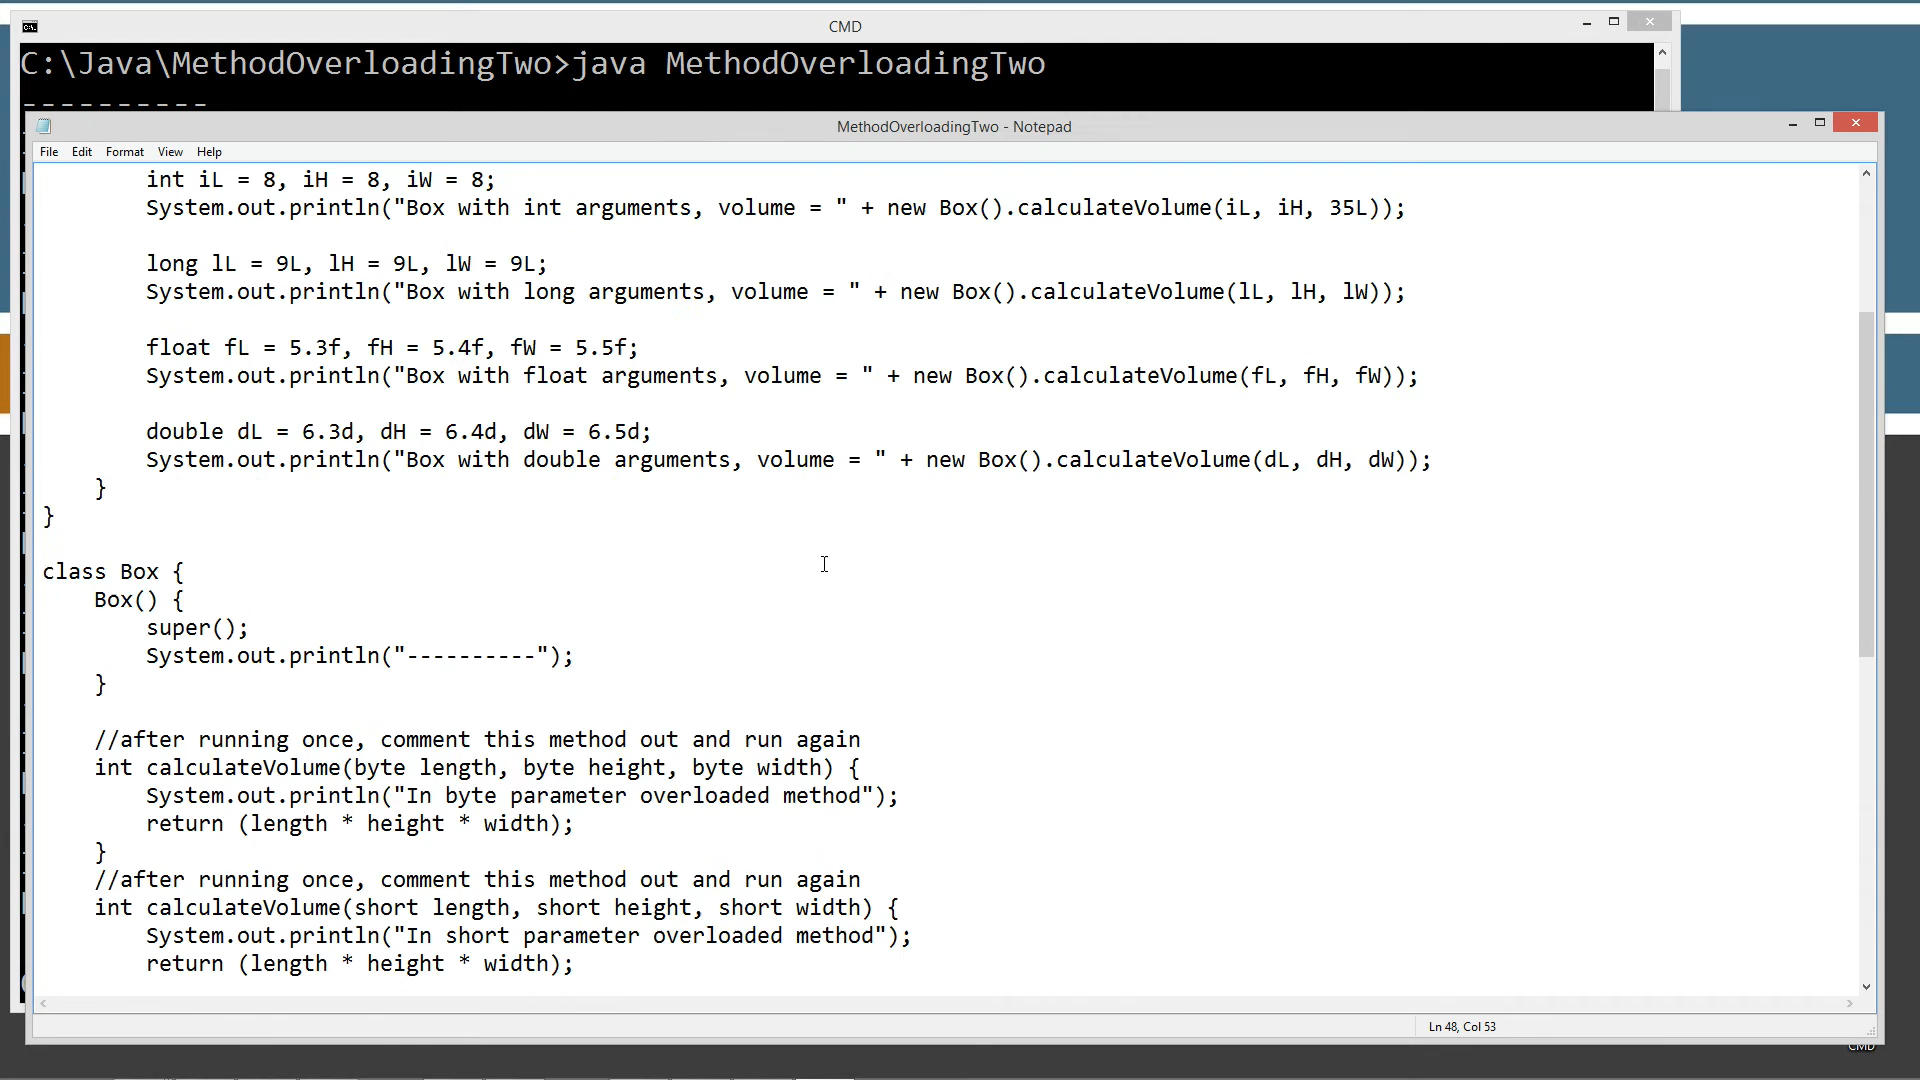 CMD
C:\Java\MethodOverloadingTwo>java MethodOverloadingTwo
----------
MethodOverloadingTwo - Notepad
File Edit Format View Help
int iL = 8, iH = 8, iW = 8;
System.out.println("Box with int arguments, volume = " + new Box().calculateVolume(iL, iH, 35L));
long lL = 9L, lH = 9L, lW = 9L;
System.out.println("Box with long arguments, volume = " + new Box().calculateVolume(lL, lH, lW));
float fL = 5.3f, fH = 5.4f, fW = 5.5f;
System.out.println("Box with float arguments, volume = " + new Box().calculateVolume(fL, fH, fW));
double dL = 6.3d, dH = 6.4d, dW = 6.5d;
System.out.println("Box with double arguments, volume = " + new Box().calculateVolume(dL, dH, dW));
}
}
class Box {
Box() {
super();
System.out.println("----------");
}
//after running once, comment this method out and run again
int calculateVolume(byte length, byte height, byte width) {
System.out.println("In byte parameter overloaded method");
return (length * height * width);
}
//after running once, comment this method out and run again
int calculateVolume(short length, short height, short width) {
System.out.println("In short parameter overloaded method");
return (length * height * width);
Ln 48, Col 53
CMD